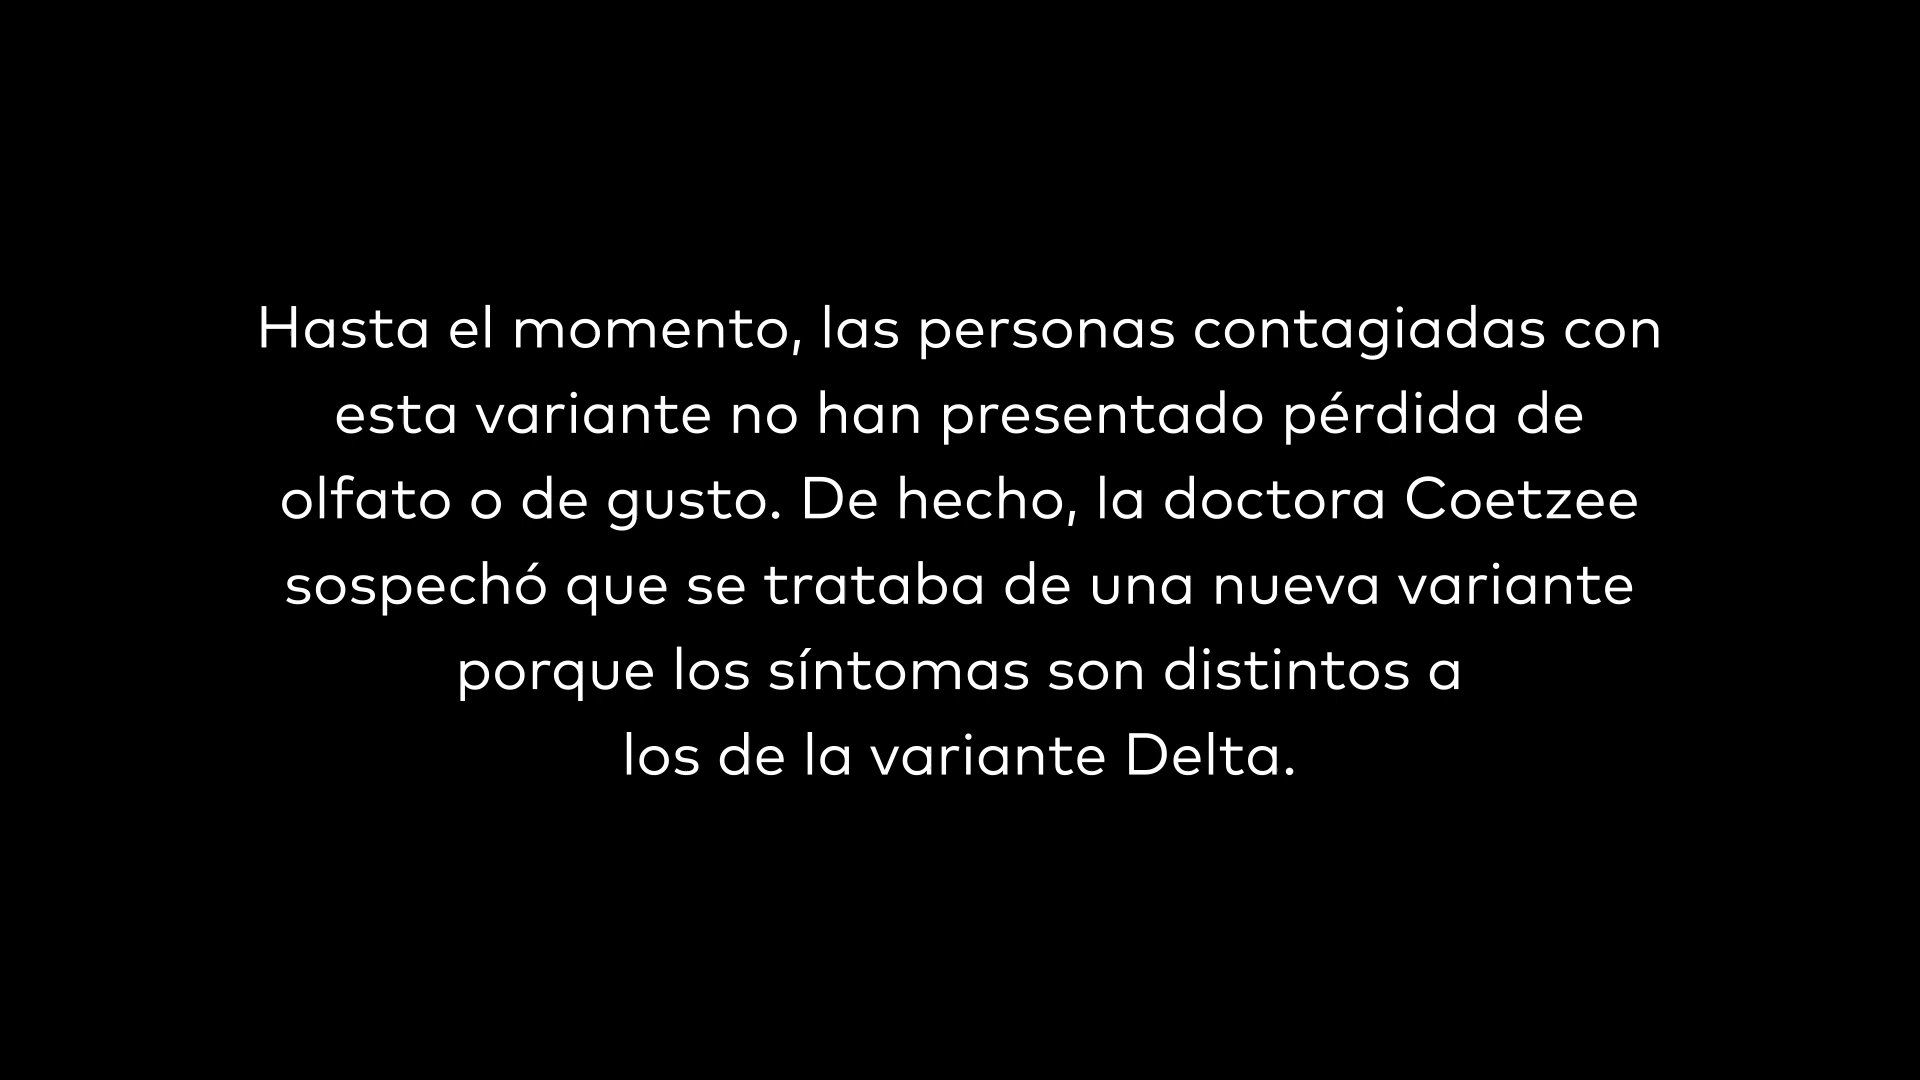 Hasta el momento, las personas contagiadas con
esta variante no han presentado pérdida de
olfato o de gusto. De hecho, la doctora Coetzee
sospechó que se trataba de una nueva variante
porque los síntomas son distintos a
los de la variante Delta.